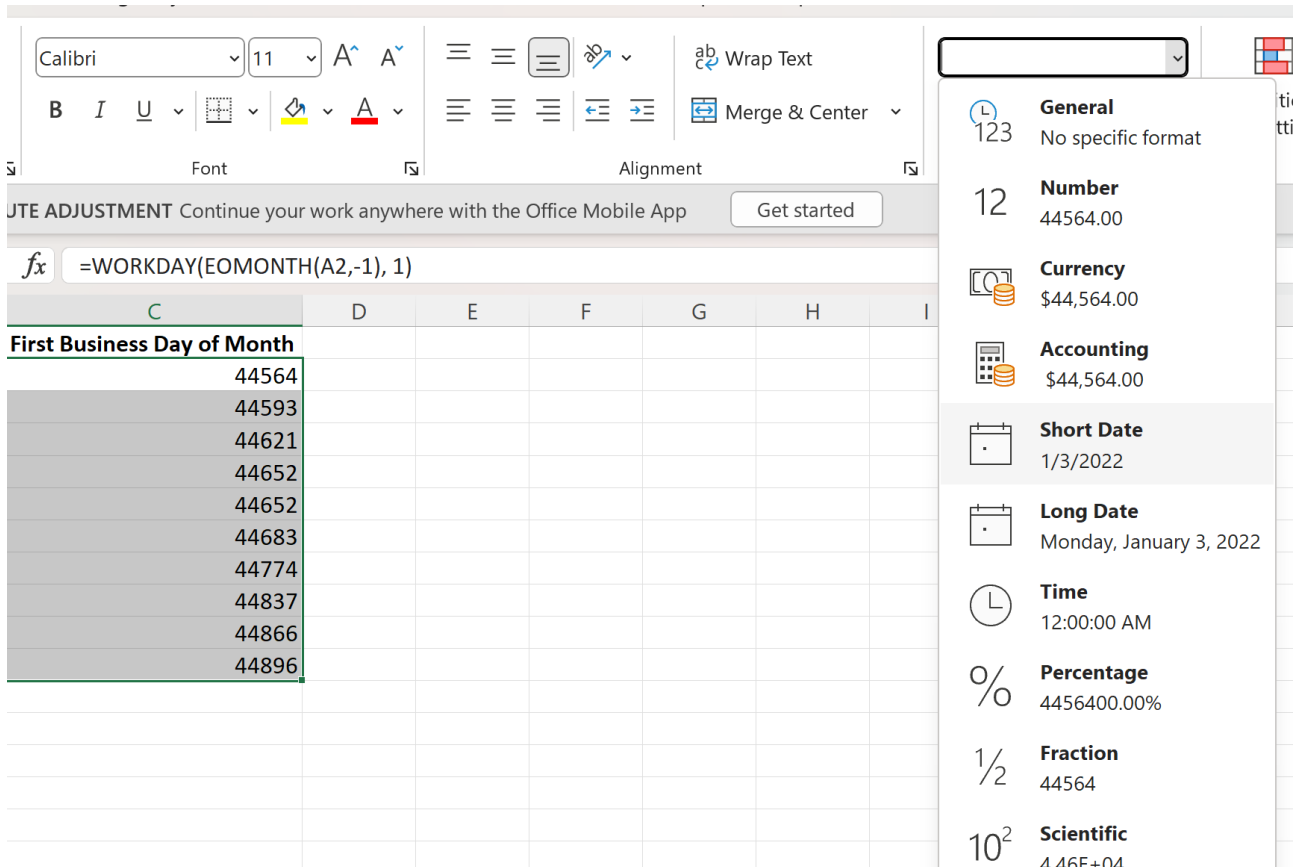 Calibri 11 A A ab Wrap Text
B I U A Merge & Center
Font Alignment
UTE ADJUSTMENT Continue your work anywhere with the Office Mobile App Get started
fx =WORKDAY(EOMONTH(A2,-1), 1)
C D E F G H I
First Business Day of Month
44564
44593
44621
44652
44652
44683
44774
44837
44866
44896
123 General
No specific format
12 Number
44564.00
Currency
$44,564.00
Accounting
$44,564.00
Short Date
1/3/2022
Long Date
Monday, January 3, 2022
Time
12:00:00 AM
% Percentage
4456400.00%
½ Fraction
44564
10² Scientific
4.46E+04